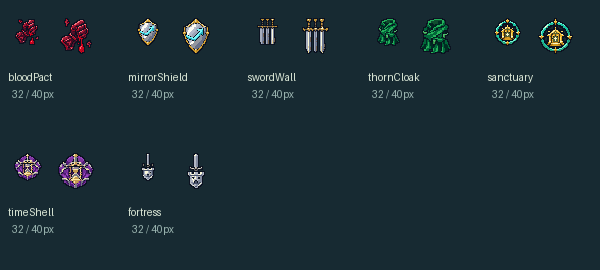 bloodPact
32 / 40px
mirrorShield
32 / 40px
swordWall
32 / 40px
thornCloak
32 / 40px
sanctuary
32 / 40px
timeShell
32 / 40px
fortress
32 / 40px